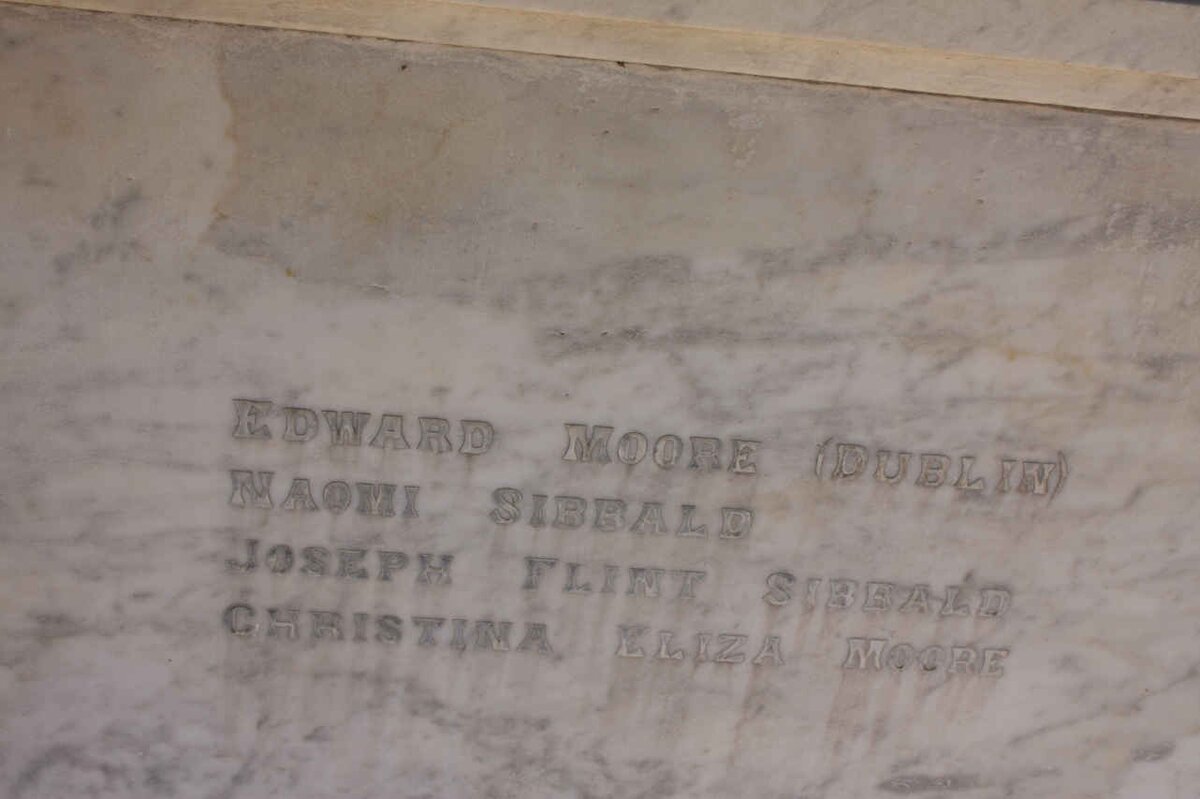 EDWARD MOORE (DUBLIN)
NAOMI SIBBALD
JOSEPH FLINT SIBBALD
CHRISTINA ELIZA MOORE